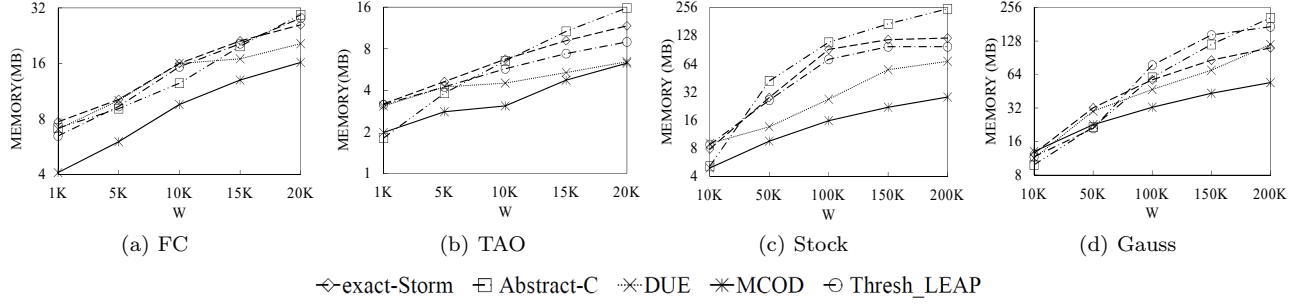 MEMORY(MB)
32
16
8
4
1K
5K
10K
15K
20K
W
(a) FC
MEMORY(MB)
16
8
4
2
1
1K
5K
10K
15K
20K
W
(b) TAO
MEMORY (MB)
256
128
64
32
16
8
4
10K
50K
100K
150K
200K
W
(c) Stock
MEMORY (MB)
256
128
64
32
16
8
10K
50K
100K
150K
200K
W
(d) Gauss
exact-Storm Abstract-C DUE MCOD Thresh_LEAP